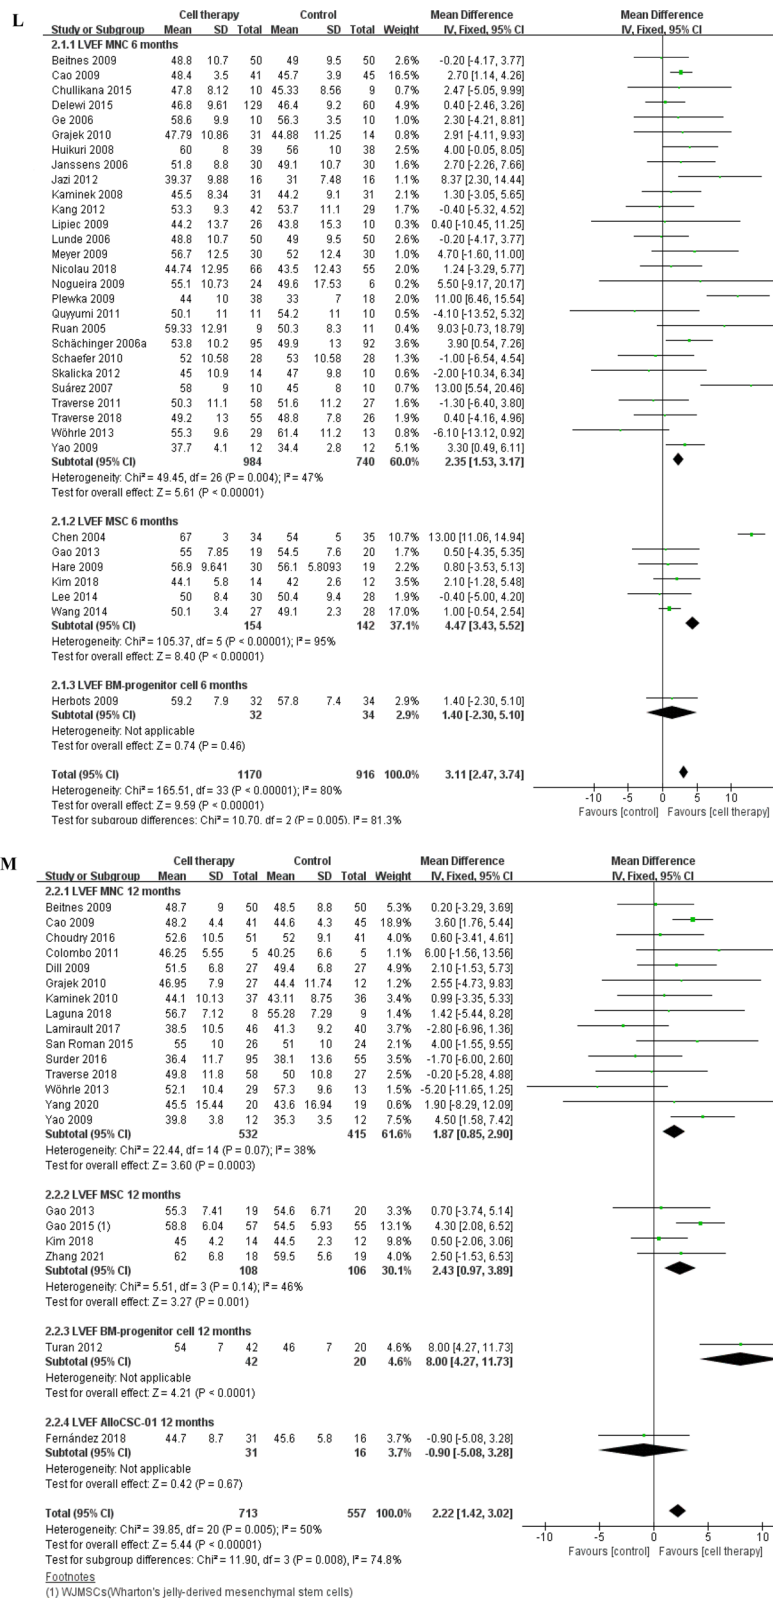 L
Cell therapy Control Mean Difference Mean Difference
Study or Subgroup Mean SD Total Mean SD Total Weight IV, Fixed, 95% CI IV, Fixed, 95% CI
2.1.1 LVEF MNC 6 months
Beitnes 2009 48.8 10.7 50 49 9.5 50 2.6% -0.20 [-4.17, 3.77]
Cao 2009 48.4 3.5 41 45.7 3.9 45 16.5% 2.70 [1.14, 4.26]
Chullikana 2015 47.8 8.12 10 45.33 8.56 9 0.7% 2.47 [-5.05, 9.99]
Delewi 2015 46.8 9.61 129 46.4 9.2 60 5.0% 0.40 [-2.46, 3.26]
Ge 2006 58.6 9.9 10 56.3 3.5 10 1.0% 2.30 [-4.21, 8.81]
Grajek 2010 47.79 10.86 31 44.88 11.25 14 0.8% 2.91 [-4.11, 9.93]
Huikuri 2008 60 8 39 56 10 38 2.5% 4.00 [-0.05, 8.05]
Janssens 2006 51.8 8.8 30 49.1 10.7 30 1.6% 2.70 [-2.26, 7.66]
Jazi 2012 39.37 9.88 16 31 7.48 16 1.1% 8.37 [2.30, 14.44]
Kaminek 2008 45.5 8.34 31 44.2 9.1 31 2.1% 1.30 [-3.05, 5.65]
Kang 2012 53.3 9.3 42 53.7 11.1 29 1.7% -0.40 [-5.32, 4.52]
Lipiec 2009 44.2 13.7 26 43.8 15.3 10 0.3% 0.40 [-10.45, 11.25]
Lunde 2006 48.8 10.7 50 49 9.5 50 2.6% -0.20 [-4.17, 3.77]
Meyer 2009 56.7 12.5 30 52 12.4 30 1.0% 4.70 [-1.60, 11.00]
Nicolau 2018 44.74 12.95 66 43.5 12.43 55 2.0% 1.24 [-3.29, 5.77]
Nogueira 2009 55.1 10.73 24 49.6 17.53 6 0.2% 5.50 [-9.17, 20.17]
Plewka 2009 44 10 38 33 7 18 2.0% 11.00 [6.46, 15.54]
Quyyumi 2011 50.1 11 11 54.2 11 10 0.5% -4.10 [-13.52, 5.32]
Ruan 2005 59.33 12.91 9 50.3 8.3 11 0.4% 9.03 [-0.73, 18.79]
Schächinger 2006a 53.8 10.2 95 49.9 13 92 3.6% 3.90 [0.54, 7.26]
Schaefer 2010 52 10.58 28 53 10.58 28 1.3% -1.00 [-6.54, 4.54]
Skalicka 2012 45 10.9 14 47 9.8 10 0.6% -2.00 [-10.34, 6.34]
Suárez 2007 58 9 10 45 8 10 0.7% 13.00 [5.54, 20.46]
Traverse 2011 50.3 11.1 58 51.6 11.2 27 1.5% -1.30 [-6.40, 3.80]
Traverse 2018 49.2 13 55 48.8 7.8 26 1.9% 0.40 [-4.16, 4.96]
Wöhrle 2013 55.3 9.6 29 61.4 11.2 13 0.8% -6.10 [-13.12, 0.92]
Yao 2009 37.7 4.1 12 34.4 2.8 12 5.1% 3.30 [0.49, 6.11]
Subtotal (95% CI) 984 740 60.0% 2.35 [1.53, 3.17]
Heterogeneity: Chi² = 49.45, df = 26 (P = 0.004); I² = 47%
Test for overall effect: Z = 5.61 (P < 0.00001)
2.1.2 LVEF MSC 6 months
Chen 2004 67 3 34 54 5 35 10.7% 13.00 [11.06, 14.94]
Gao 2013 55 7.85 19 54.5 7.6 20 1.7% 0.50 [-4.35, 5.35]
Hare 2009 56.9 9.641 30 56.1 5.8093 19 2.1% 0.80 [-3.53, 5.13]
Kim 2018 44.1 5.8 14 42 2.6 12 3.5% 2.10 [-1.28, 5.48]
Lee 2014 50 8.4 30 50.4 9.4 28 1.9% -0.40 [-5.00, 4.20]
Wang 2014 50.1 3.4 27 49.1 2.3 28 17.0% 1.00 [-0.54, 2.54]
Subtotal (95% CI) 154 142 37.1% 4.47 [3.43, 5.52]
Heterogeneity: Chi² = 105.37, df = 5 (P < 0.00001); I² = 95%
Test for overall effect: Z = 8.40 (P < 0.00001)
2.1.3 LVEF BM-progenitor cell 6 months
Herbots 2009 59.2 7.9 32 57.8 7.4 34 2.9% 1.40 [-2.30, 5.10]
Subtotal (95% CI) 32 34 2.9% 1.40 [-2.30, 5.10]
Heterogeneity: Not applicable
Test for overall effect: Z = 0.74 (P = 0.46)
Total (95% CI) 1170 916 100.0% 3.11 [2.47, 3.74]
Heterogeneity: Chi² = 165.51, df = 33 (P < 0.00001); I² = 80%
Test for overall effect: Z = 9.59 (P < 0.00001)
Test for subgroup differences: Chi² = 10.70, df = 2 (P = 0.005), I² = 81.3%
-10 -5 0 5 10
Favours [control] Favours [cell therapy]
M
Cell therapy Control Mean Difference Mean Difference
Study or Subgroup Mean SD Total Mean SD Total Weight IV, Fixed, 95% CI IV, Fixed, 95% CI
2.2.1 LVEF MNC 12 months
Beitnes 2009 48.7 9 50 48.5 8.8 50 5.3% 0.20 [-3.29, 3.69]
Cao 2009 48.2 4.4 41 44.6 4.3 45 18.9% 3.60 [1.76, 5.44]
Choudry 2016 52.6 10.5 51 52 9.1 41 4.0% 0.60 [-3.41, 4.61]
Colombo 2011 46.25 5.55 5 40.25 6.6 5 1.1% 6.00 [-1.56, 13.56]
Dill 2009 51.5 6.8 27 49.4 6.8 27 4.9% 2.10 [-1.53, 5.73]
Grajek 2010 46.95 7.9 27 44.4 11.74 12 1.2% 2.55 [-4.73, 9.83]
Kaminek 2010 44.1 10.13 37 43.11 8.75 36 3.4% 0.99 [-3.35, 5.33]
Laguna 2018 56.7 7.12 8 55.28 7.29 9 1.4% 1.42 [-5.44, 8.28]
Lamirault 2017 38.5 10.5 46 41.3 9.2 40 3.7% -2.80 [-6.96, 1.36]
San Roman 2015 55 10 26 51 10 24 2.1% 4.00 [-1.55, 9.55]
Surder 2016 36.4 11.7 95 38.1 13.6 55 3.5% -1.70 [-6.00, 2.60]
Traverse 2018 49.8 11.8 58 50 10.8 27 2.5% -0.20 [-5.28, 4.88]
Wöhrle 2013 52.1 10.4 29 57.3 9.6 13 1.5% -5.20 [-11.65, 1.25]
Yang 2020 45.5 15.44 20 43.6 16.94 19 0.6% 1.90 [-8.29, 12.09]
Yao 2009 39.8 3.8 12 35.3 3.5 12 7.5% 4.50 [1.58, 7.42]
Subtotal (95% CI) 532 415 61.6% 1.87 [0.85, 2.90]
Heterogeneity: Chi² = 22.44, df = 14 (P = 0.07); I² = 38%
Test for overall effect: Z = 3.60 (P = 0.0003)
2.2.2 LVEF MSC 12 months
Gao 2013 55.3 7.41 19 54.6 6.71 20 3.3% 0.70 [-3.74, 5.14]
Gao 2015 (1) 58.8 6.04 57 54.5 5.93 55 13.1% 4.30 [2.08, 6.52]
Kim 2018 45 4.2 14 44.5 2.3 12 9.8% 0.50 [-2.06, 3.06]
Zhang 2021 62 6.8 18 59.5 5.6 19 4.0% 2.50 [-1.53, 6.53]
Subtotal (95% CI) 108 106 30.1% 2.43 [0.97, 3.89]
Heterogeneity: Chi² = 5.51, df = 3 (P = 0.14); I² = 46%
Test for overall effect: Z = 3.27 (P = 0.001)
2.2.3 LVEF BM-progenitor cell 12 months
Turan 2012 54 7 42 46 7 20 4.6% 8.00 [4.27, 11.73]
Subtotal (95% CI) 42 20 4.6% 8.00 [4.27, 11.73]
Heterogeneity: Not applicable
Test for overall effect: Z = 4.21 (P < 0.0001)
2.2.4 LVEF AlloCSC-01 12 months
Fernández 2018 44.7 8.7 31 45.6 5.8 16 3.7% -0.90 [-5.08, 3.28]
Subtotal (95% CI) 31 16 3.7% -0.90 [-5.08, 3.28]
Heterogeneity: Not applicable
Test for overall effect: Z = 0.42 (P = 0.67)
Total (95% CI) 713 557 100.0% 2.22 [1.42, 3.02]
Heterogeneity: Chi² = 39.85, df = 20 (P = 0.005); I² = 50%
Test for overall effect: Z = 5.44 (P < 0.00001)
Test for subgroup differences: Chi² = 11.90, df = 3 (P = 0.008), I² = 74.8%
-10 -5 0 5 10
Favours [control] Favours [cell therapy]
Footnotes
(1) WJMSCs(Wharton's jelly-derived mesenchymal stem cells)